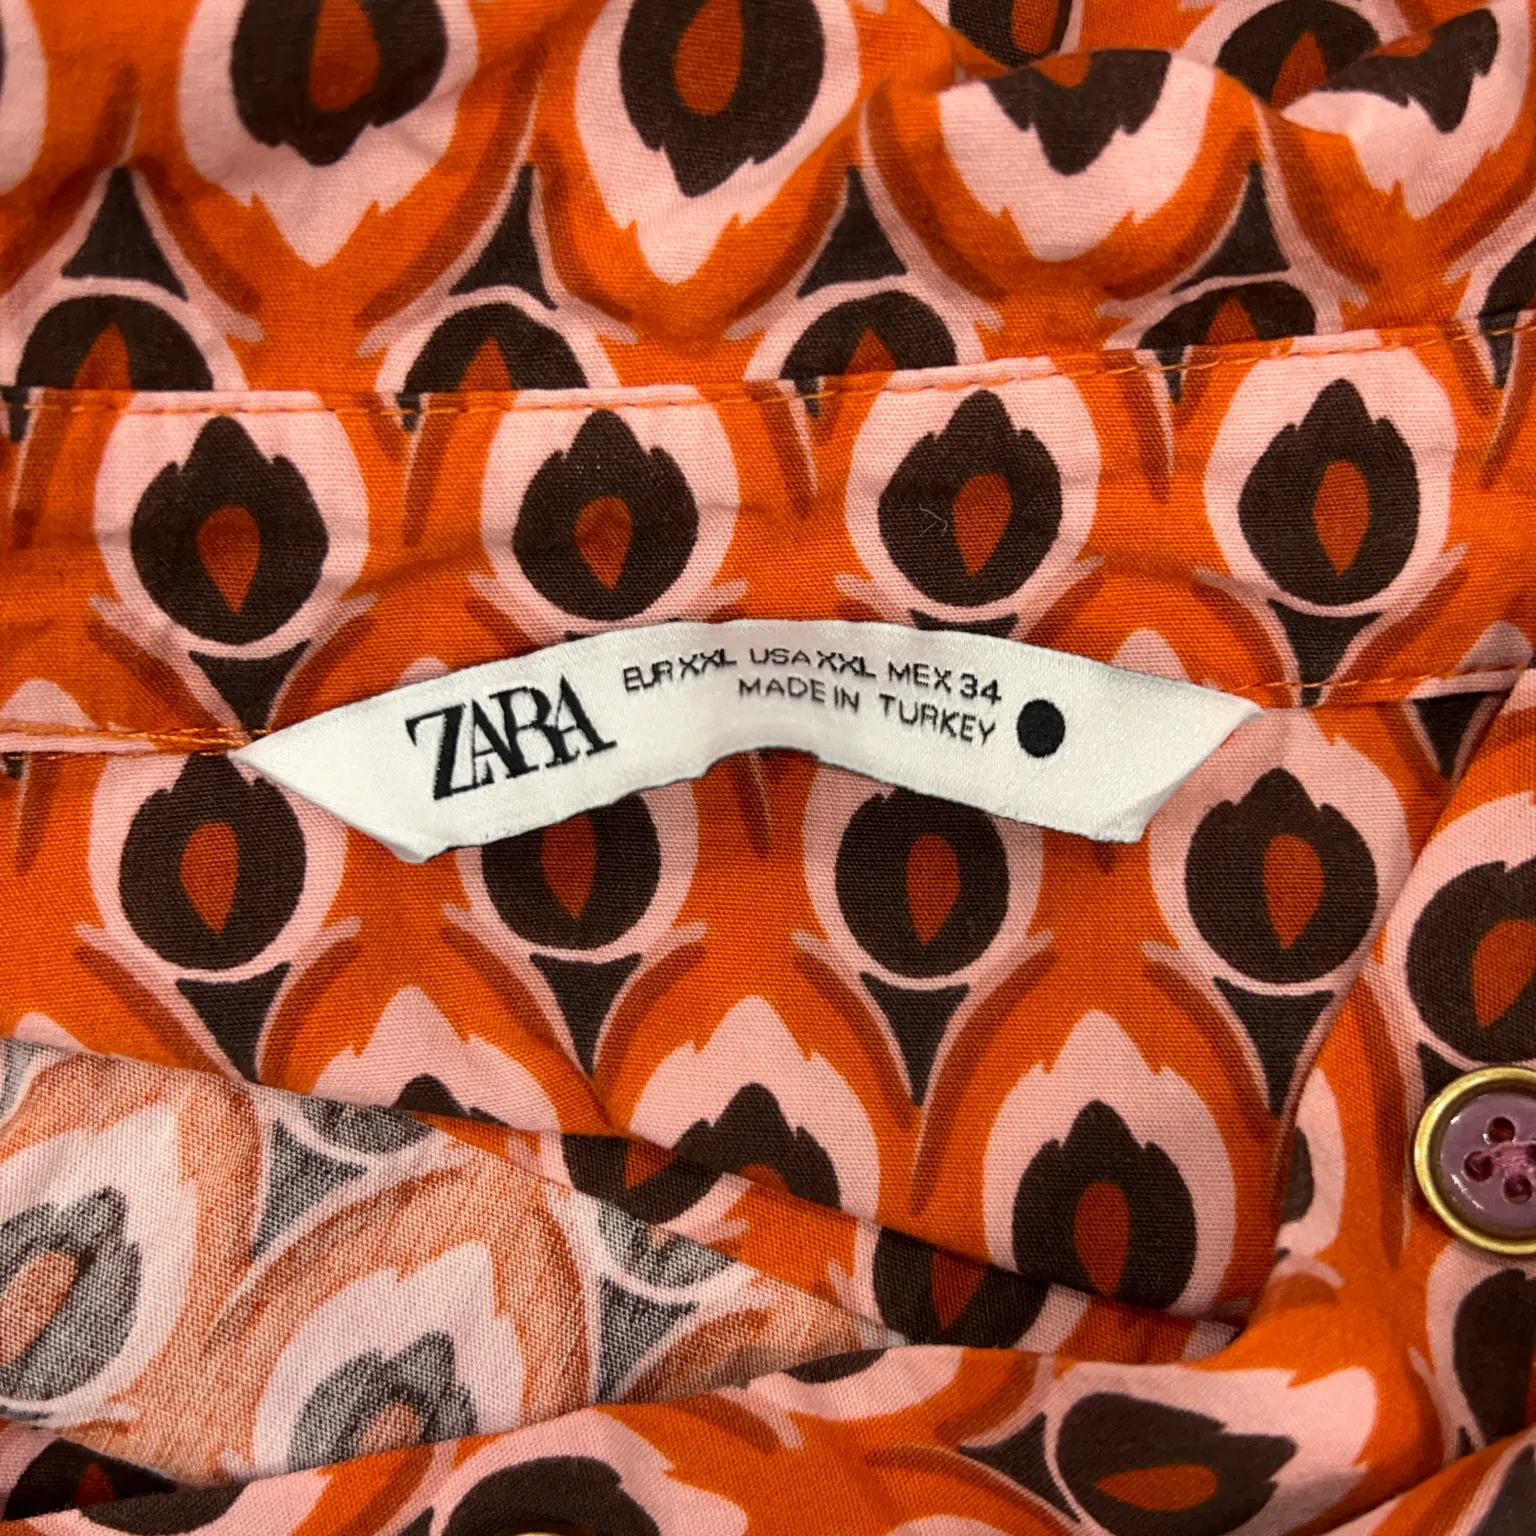 ZARA
EUR XXL USA XXL MEX 34
MADE IN TURKEY